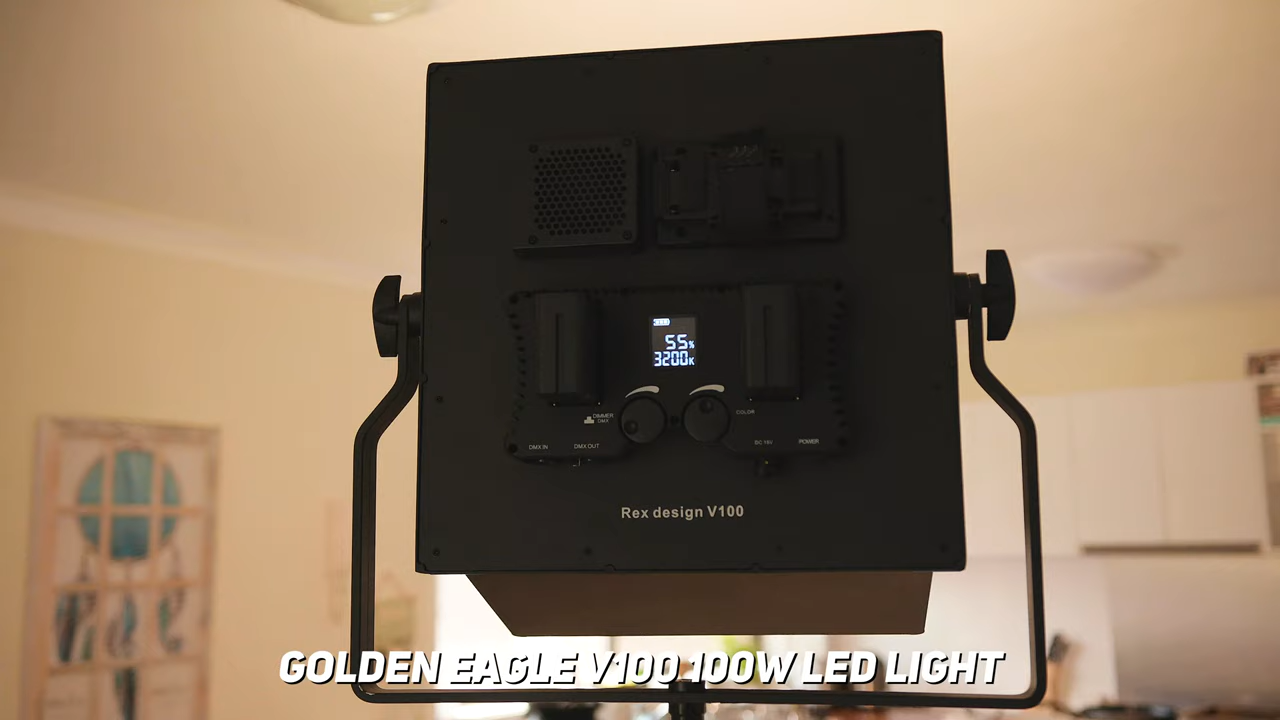 55%
3200K
DIMMER
DMX
COLOR
DMX IN
DMX OUT
DC 15V
POWER
Rex design V100
GOLDEN EAGLE V100 100W LED LIGHT